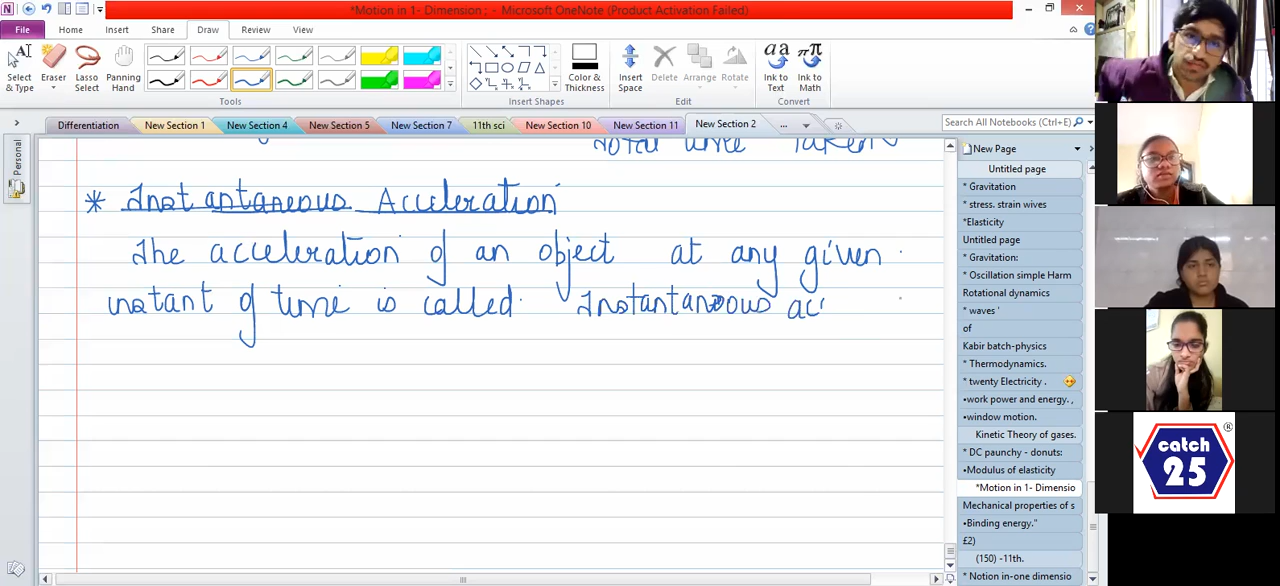 *Motion in 1- Dimension ; - Microsoft OneNote (Product Activation Failed)
File Home Insert Share Draw Review View
Select & Type
Eraser
Lasso Select
Panning Hand
Color & Thickness
Insert Space
Delete
Arrange
Rotate
Ink to Text
Ink to Math
Tools
Insert Shapes
Edit
Convert
Differentiation New Section 1 New Section 4 New Section 5 New Section 7 11th sci New Section 10 New Section 11 New Section 2 ...
Search All Notebooks (Ctrl+E)
Personal
Total time Taken
* Instantaneous Acceleration
The acceleration of an object at any given
instant of time is called Instantaneous ac
New Page
Untitled page
* Gravitation
* stress. strain wives
*Elasticity
Untitled page
* Gravitation:
* Oscillation simple Harm
Rotational dynamics
* waves '
of
Kabir batch-physics
* Thermodynamics.
* twenty Electricity .
•work power and energy. ,
•window motion.
Kinetic Theory of gases.
* DC paunchy - donuts:
•Modulus of elasticity
*Motion in 1- Dimensio
Mechanical properties of s
•Binding energy."
£2)
(150) -11th.
* Notion in-one dimensio
catch
25
®